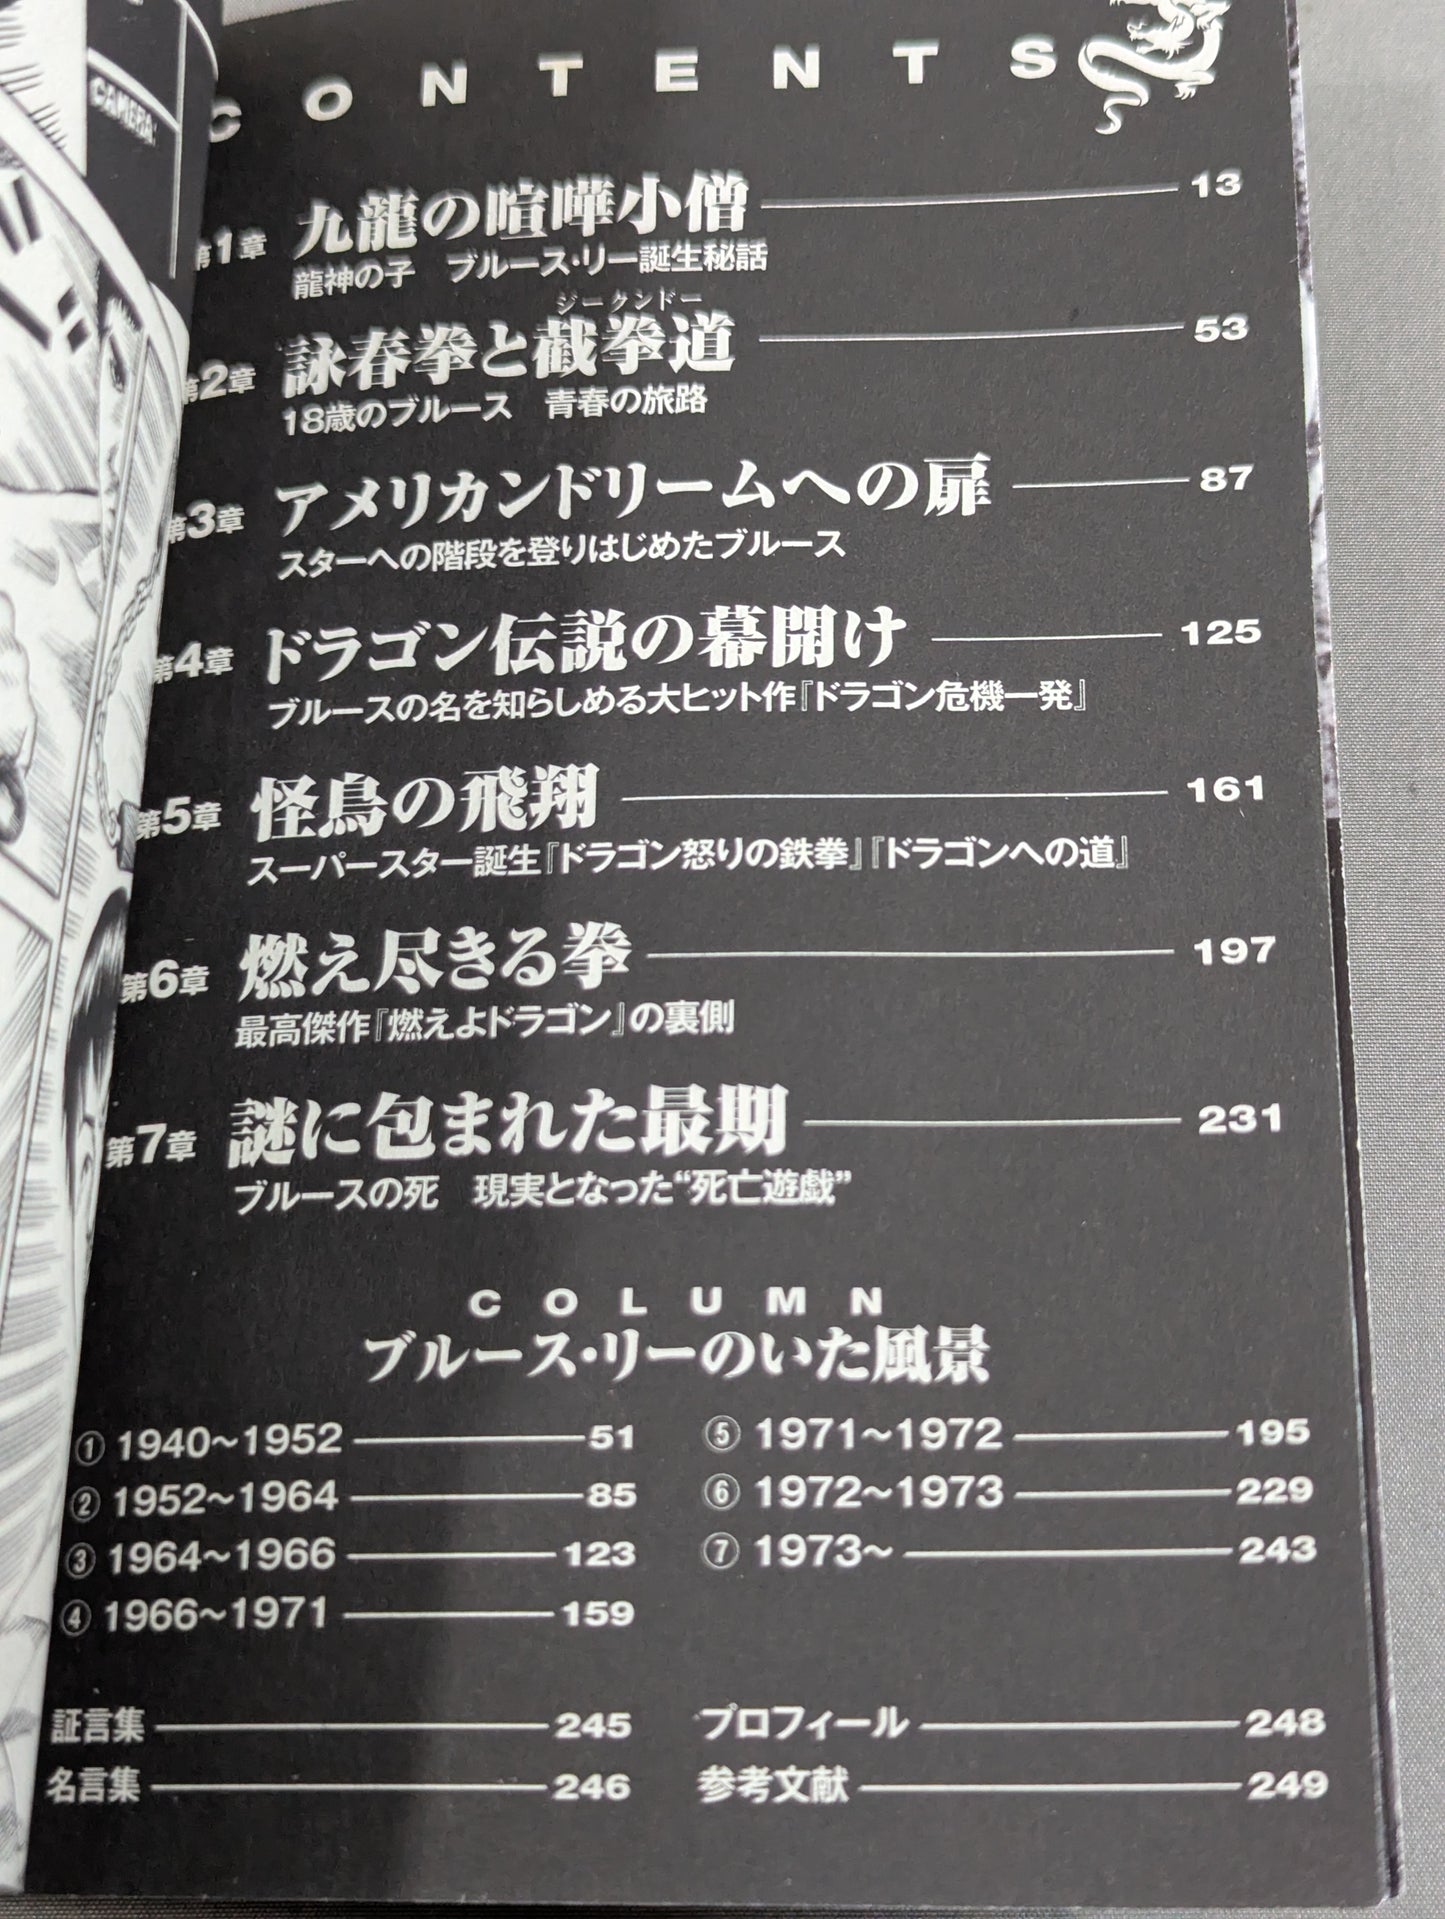 CAMERA
CONTENTS
第1章 九龍の喧嘩小僧 13
龍神の子　ブルース・リー誕生秘話
ジークンドー
第2章 詠春拳と截拳道 53
18歳のブルース　青春の旅路
第3章 アメリカンドリームへの扉 87
スターへの階段を登りはじめたブルース
第4章 ドラゴン伝説の幕開け 125
ブルースの名を知らしめる大ヒット作『ドラゴン危機一発』
第5章 怪鳥の飛翔 161
スーパースター誕生『ドラゴン怒りの鉄拳』『ドラゴンへの道』
第6章 燃え尽きる拳 197
最高傑作『燃えよドラゴン』の裏側
第7章 謎に包まれた最期 231
ブルースの死　現実となった“死亡遊戯”
COLUMN
ブルース・リーのいた風景
① 1940～1952 51
② 1952～1964 85
③ 1964～1966 123
④ 1966～1971 159
⑤ 1971～1972 195
⑥ 1972～1973 229
⑦ 1973～ 243
証言集 245
名言集 246
プロフィール 248
参考文献 249